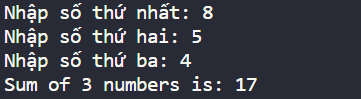 Nhập số thứ nhất: 8
Nhập số thứ hai: 5
Nhập số thứ ba: 4
Sum of 3 numbers is: 17